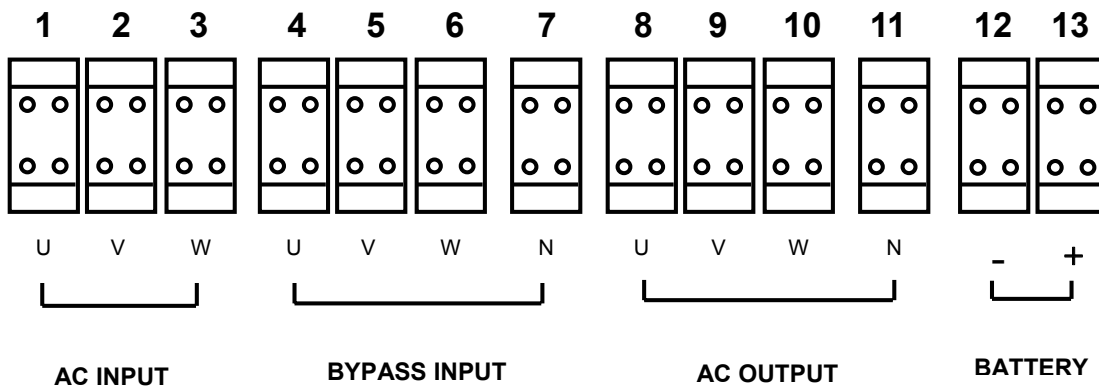 1 2 3 4 5 6 7 8 9 10 11 12 13
U V W U V W N U V W N - +
AC INPUT BYPASS INPUT AC OUTPUT BATTERY